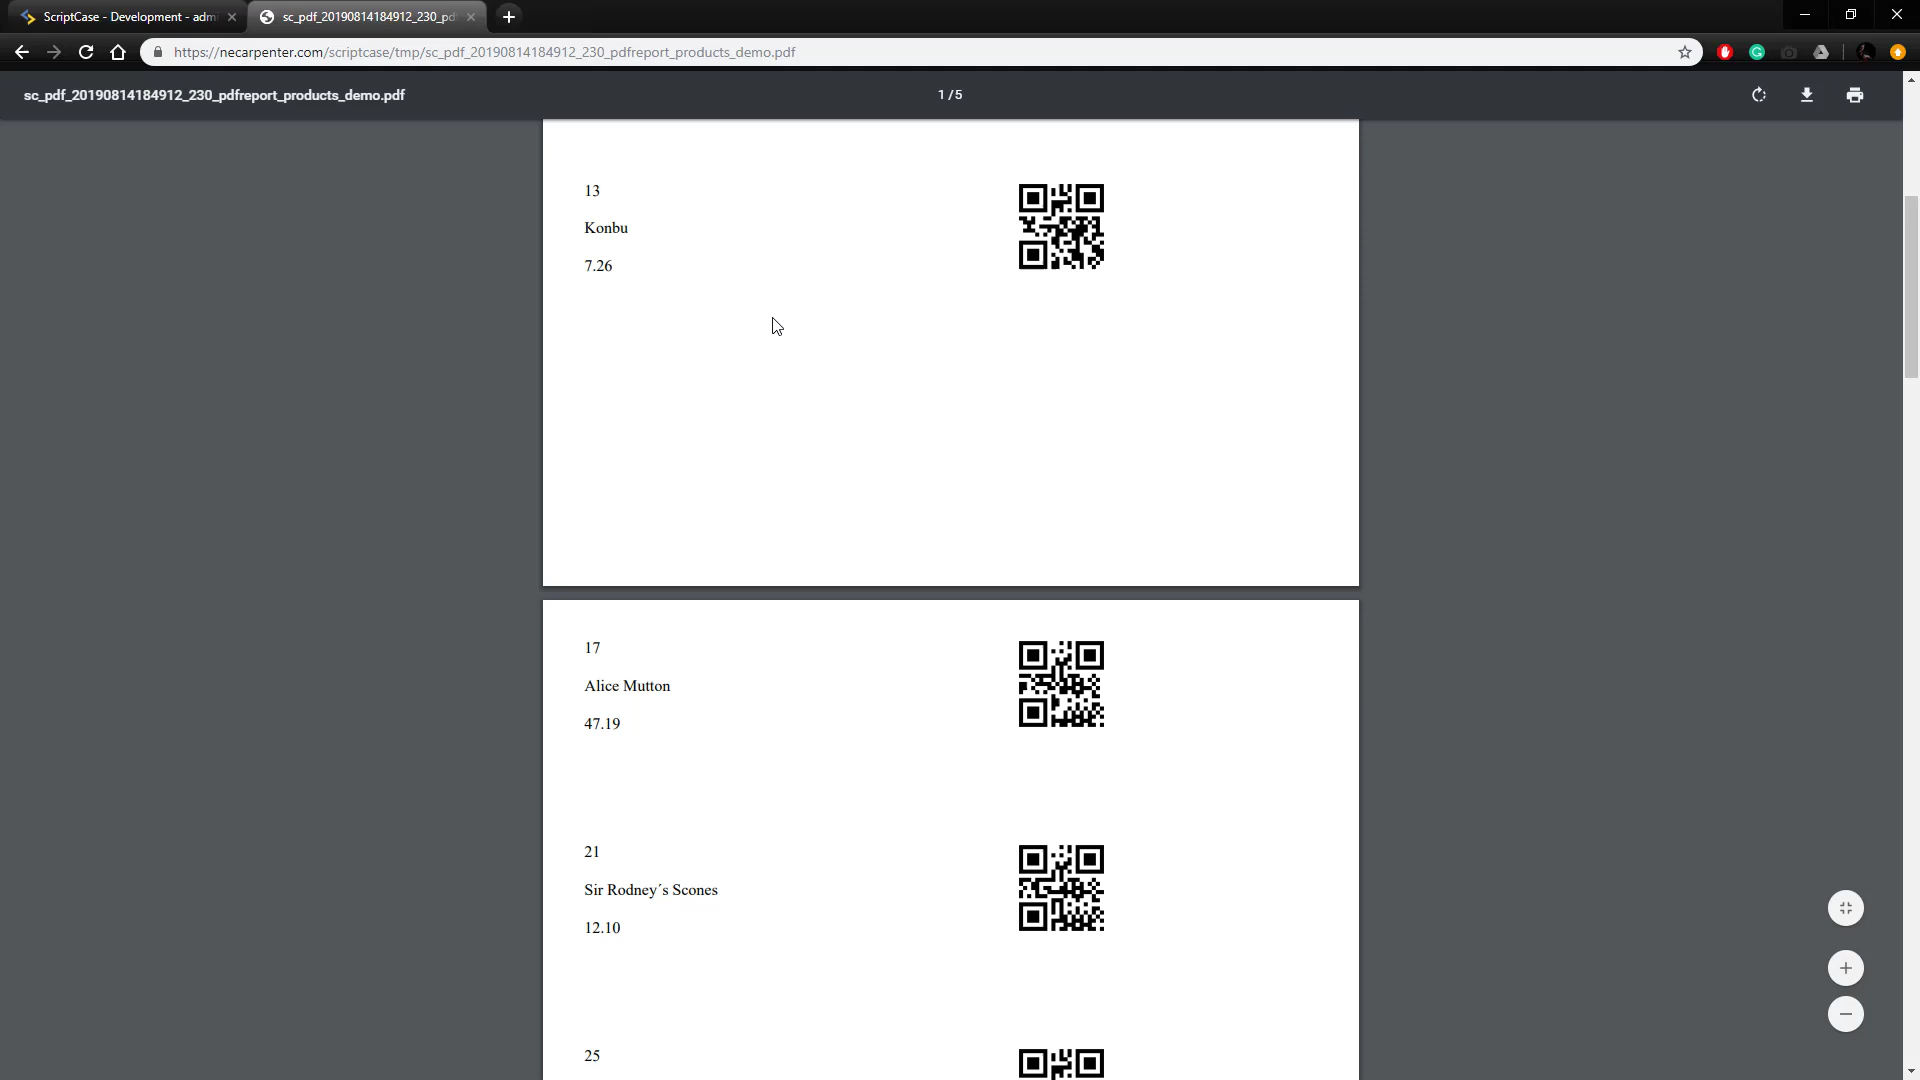 ScriptCase - Development - adm
sc_pdf_20190814184912_230_pd
https://necarpenter.com/scriptcase/tmp/sc_pdf_20190814184912_230_pdfreport_products_demo.pdf
sc_pdf_20190814184912_230_pdfreport_products_demo.pdf
1 / 5
13
Konbu
7.26
17
Alice Mutton
47.19
21
Sir Rodney´s Scones
12.10
25